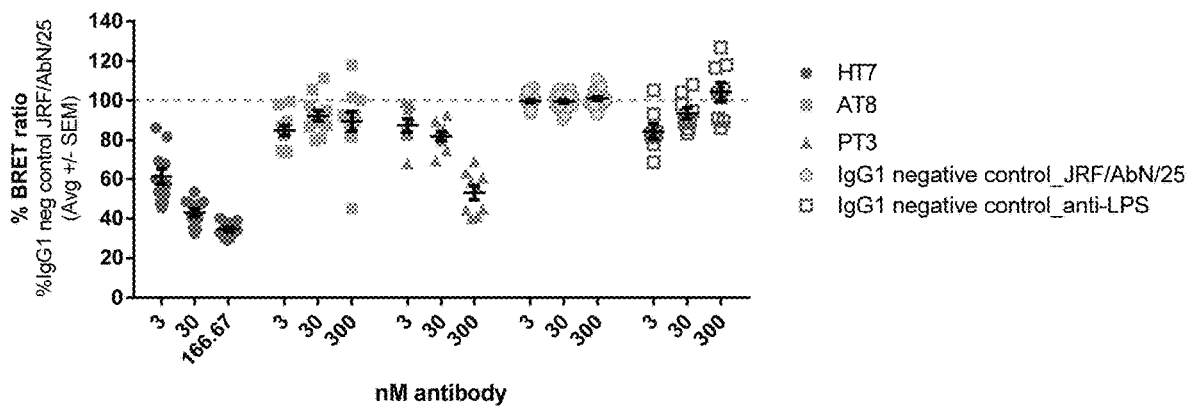 % BRET ratio
%IgG1 neg control JRF/AbN/25
(Avg +/- SEM)
140
120
100
80
60
40
20
0
3 30 166.67 3 30 300 3 30 300 3 30 300 3 30 300
nM antibody
HT7
AT8
PT3
IgG1 negative control_JRF/AbN/25
IgG1 negative control_anti-LPS